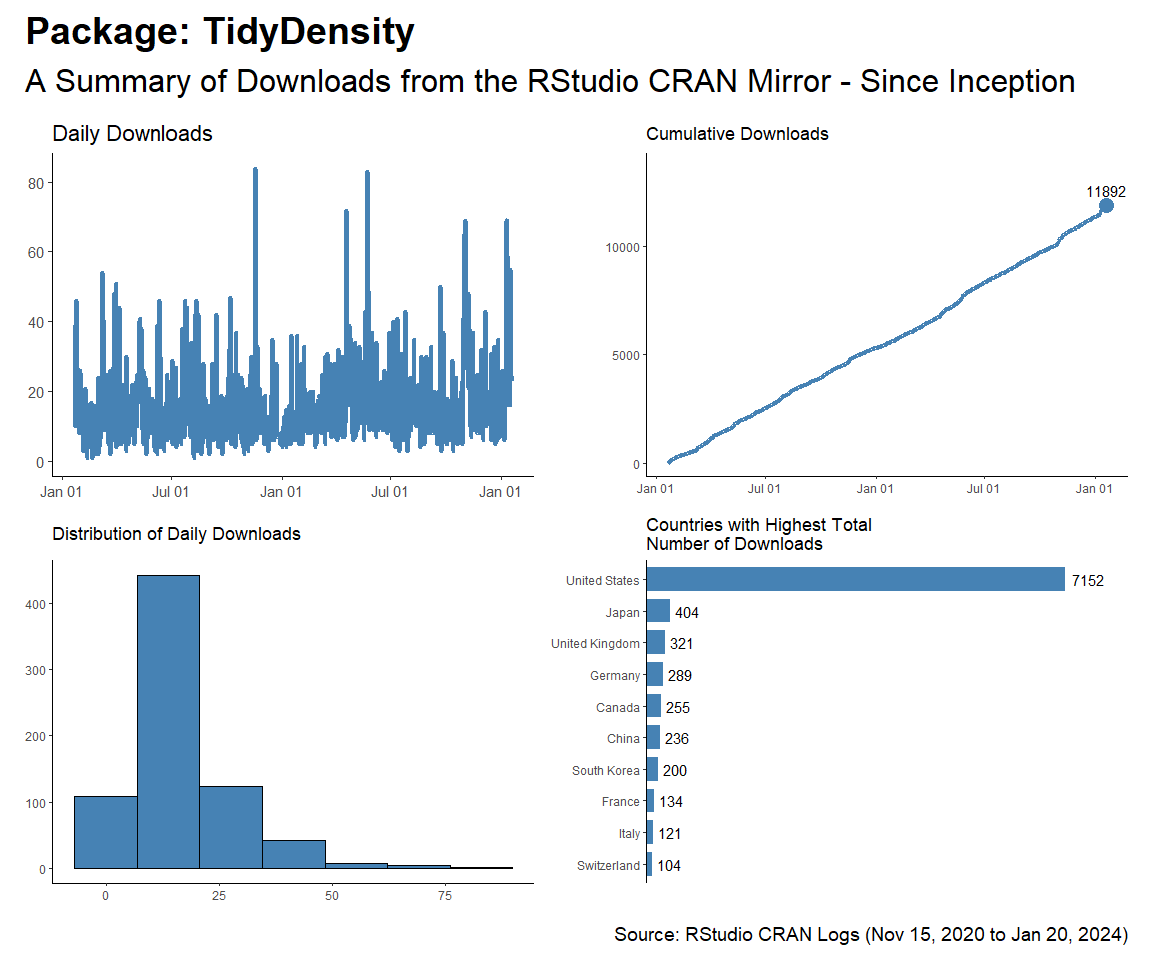 Package: TidyDensity
A Summary of Downloads from the RStudio CRAN Mirror - Since Inception
Daily Downloads
80
60
40
20
0
Jan 01
Jul 01
Jan 01
Jul 01
Jan 01
Cumulative Downloads
11892
10000
5000
0
Jan 01
Jul 01
Jan 01
Jul 01
Jan 01
Distribution of Daily Downloads
400
300
200
100
0
0
25
50
75
Countries with Highest Total
Number of Downloads
United States 7152
Japan 404
United Kingdom 321
Germany 289
Canada 255
China 236
South Korea 200
France 134
Italy 121
Switzerland 104
Source: RStudio CRAN Logs (Nov 15, 2020 to Jan 20, 2024)